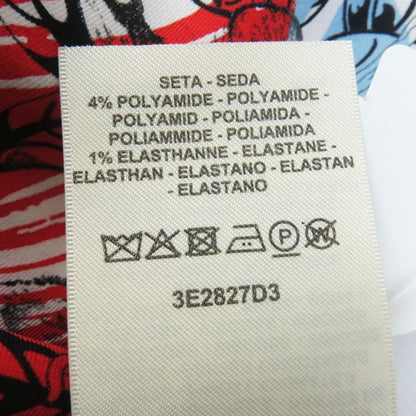 SETA - SEDA
4% POLYAMIDE - POLYAMIDE -
POLYAMID - POLIAMIDA -
POLIAMMIDE - POLIAMIDA
1% ELASTHANNE - ELASTANE -
ELASTHAN - ELASTANO - ELASTAN -
ELASTANO
P W
3E2827D3